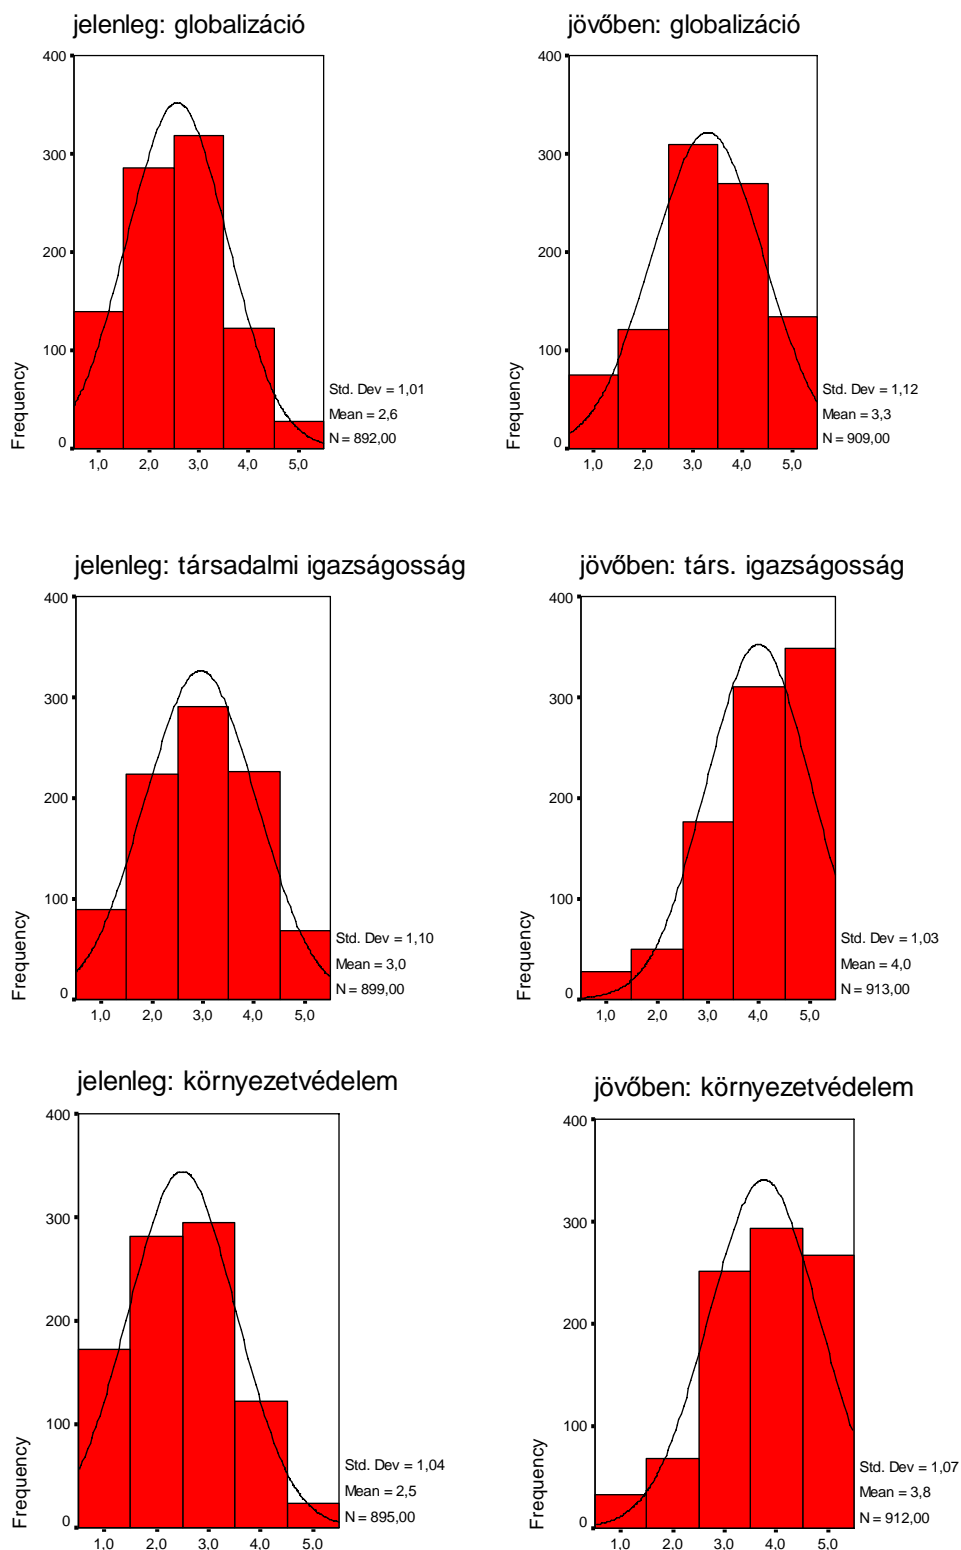 jelenleg: globalizáció
400
300
200
100
0
Frequency
1,0 2,0 3,0 4,0 5,0
Std. Dev = 1,01
Mean = 2,6
N = 892,00
jövőben: globalizáció
400
300
200
100
0
Frequency
1,0 2,0 3,0 4,0 5,0
Std. Dev = 1,12
Mean = 3,3
N = 909,00
jelenleg: társadalmi igazságosság
400
300
200
100
0
Frequency
1,0 2,0 3,0 4,0 5,0
Std. Dev = 1,10
Mean = 3,0
N = 899,00
jövőben: társ. igazságosság
400
300
200
100
0
Frequency
1,0 2,0 3,0 4,0 5,0
Std. Dev = 1,03
Mean = 4,0
N = 913,00
jelenleg: környezetvédelem
400
300
200
100
0
Frequency
1,0 2,0 3,0 4,0 5,0
Std. Dev = 1,04
Mean = 2,5
N = 895,00
jövőben: környezetvédelem
400
300
200
100
0
Frequency
1,0 2,0 3,0 4,0 5,0
Std. Dev = 1,07
Mean = 3,8
N = 912,00